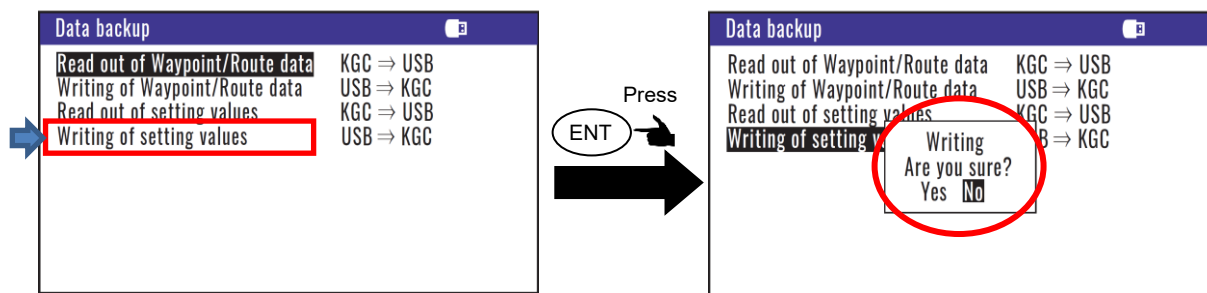 Data backup
Read out of Waypoint/Route data KGC ⇒ USB
Writing of Waypoint/Route data USB ⇒ KGC
Read out of setting values KGC ⇒ USB
Writing of setting values USB ⇒ KGC
Press
ENT
Data backup
Read out of Waypoint/Route data KGC ⇒ USB
Writing of Waypoint/Route data USB ⇒ KGC
Read out of setting values KGC ⇒ USB
Writing of setting ⇒ KGC
Writing
Are you sure?
Yes No